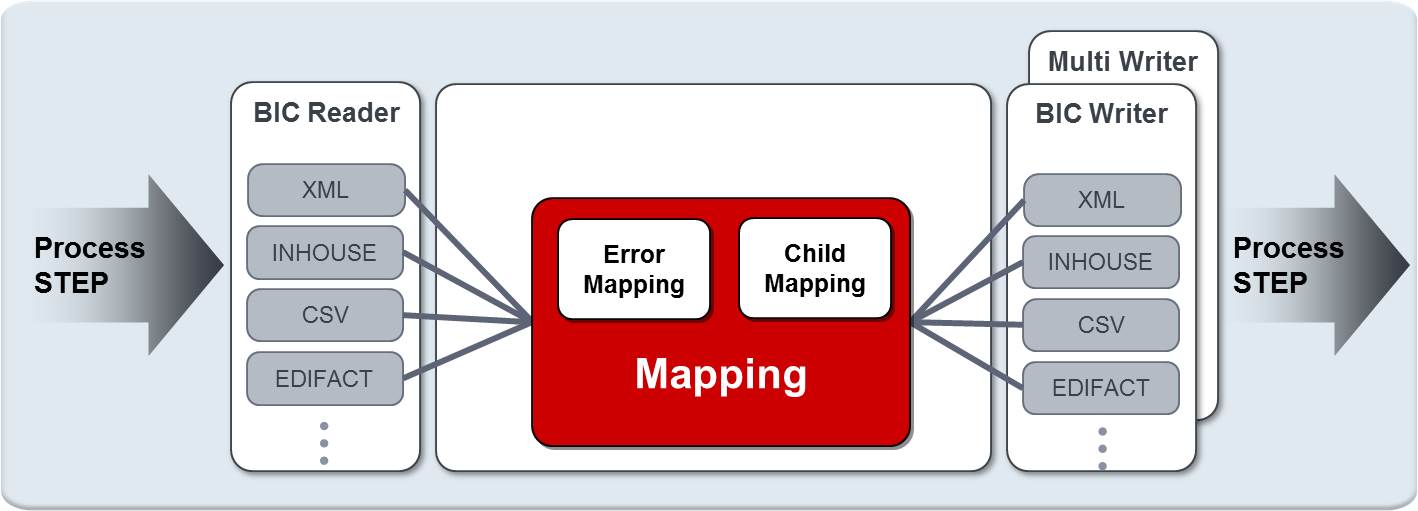 Process
STEP
BIC Reader
XML
INHOUSE
CSV
EDIFACT
Error
Mapping
Child
Mapping
Mapping
Multi Writer
BIC Writer
XML
INHOUSE
CSV
EDIFACT
Process
STEP